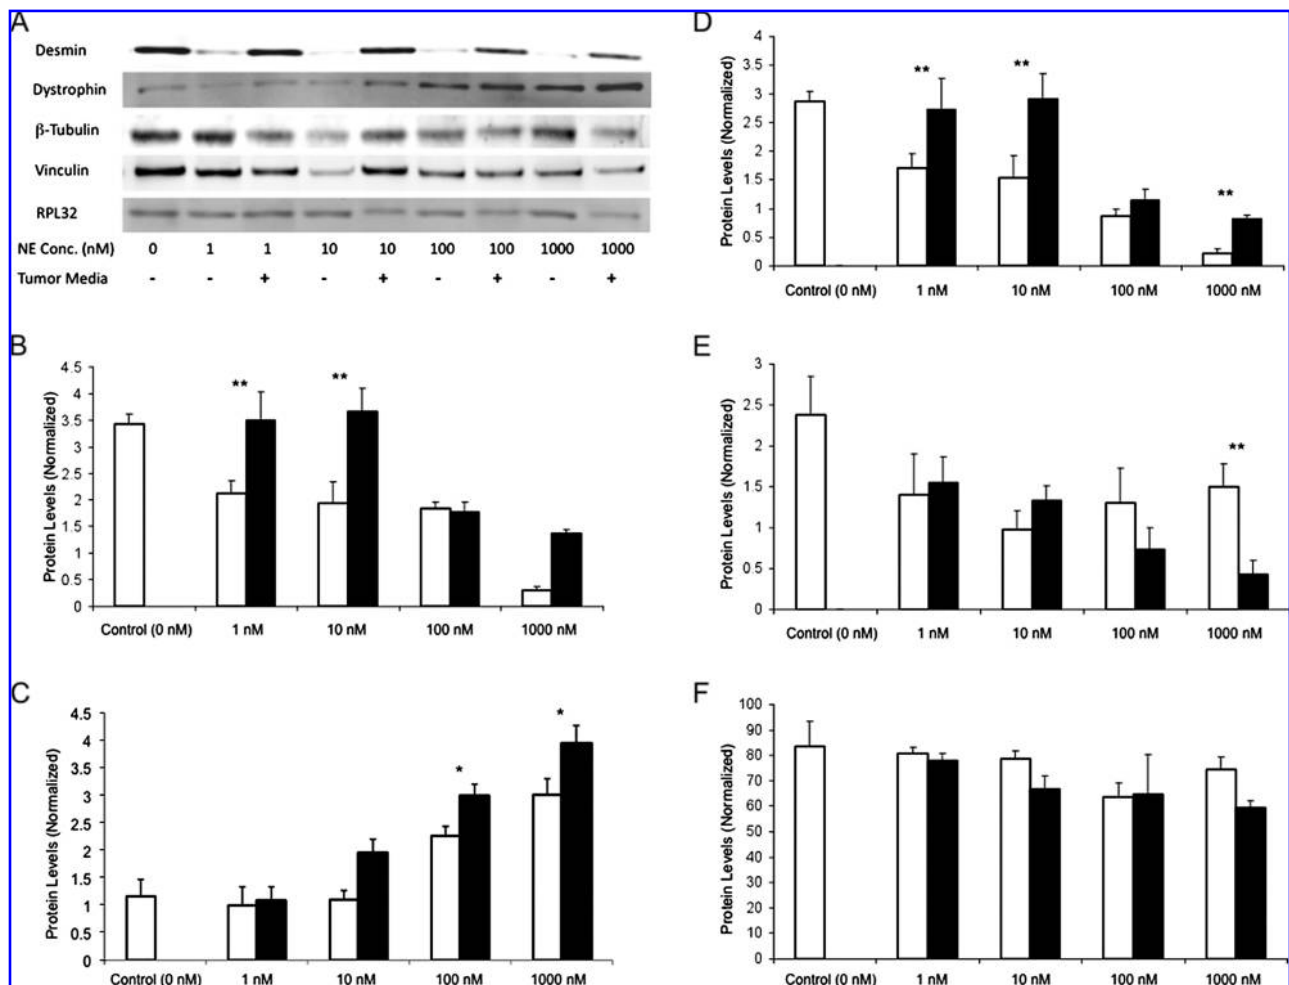 A
Desmin
Dystrophin
β-Tubulin
Vinculin
RPL32
NE Conc. (nM) 0 1 1 10 10 100 100 1000 1000
Tumor Media - - + - + - + - +
B
Protein Levels (Normalized)
4.5
4
3.5
3
2.5
2
1.5
1
0.5
0
** **
Control (0 nM) 1 nM 10 nM 100 nM 1000 nM
C
Protein Levels (Normalized)
4.5
4
3.5
3
2.5
2
1.5
1
0.5
0
* *
Control (0 nM) 1 nM 10 nM 100 nM 1000 nM
D
Protein Levels (Normalized)
4
3.5
3
2.5
2
1.5
1
0.5
0
** ** **
Control (0 nM) 1 nM 10 nM 100 nM 1000 nM
E
Protein Levels (Normalized)
3
2.5
2
1.5
1
0.5
0
**
Control (0 nM) 1 nM 10 nM 100 nM 1000 nM
F
Protein Levels (Normalized)
100
90
80
70
60
50
40
30
20
10
0
Control (0 nM) 1 nM 10 nM 100 nM 1000 nM